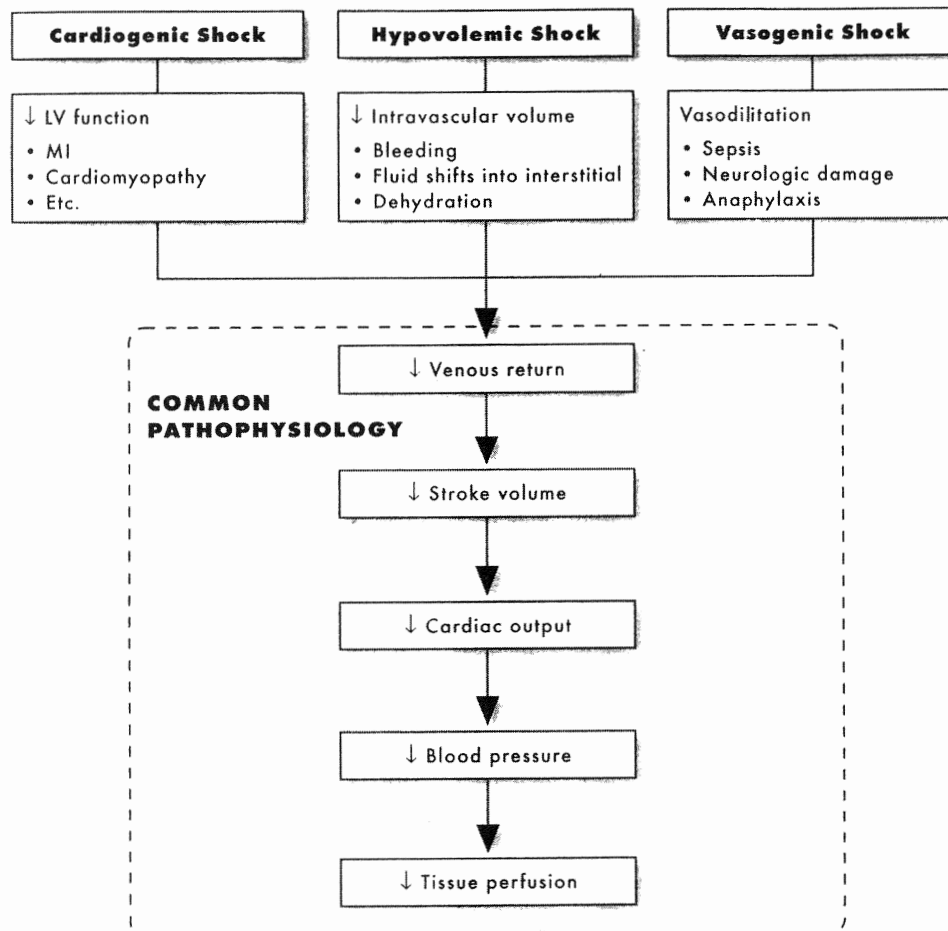 Cardiogenic Shock
Hypovolemic Shock
Vasogenic Shock
↓ LV function
• MI
• Cardiomyopathy
• Etc.
↓ Intravascular volume
• Bleeding
• Fluid shifts into interstitial
• Dehydration
Vasodilitation
• Sepsis
• Neurologic damage
• Anaphylaxis
↓ Venous return
COMMON
PATHOPHYSIOLOGY
↓ Stroke volume
↓ Cardiac output
↓ Blood pressure
↓ Tissue perfusion